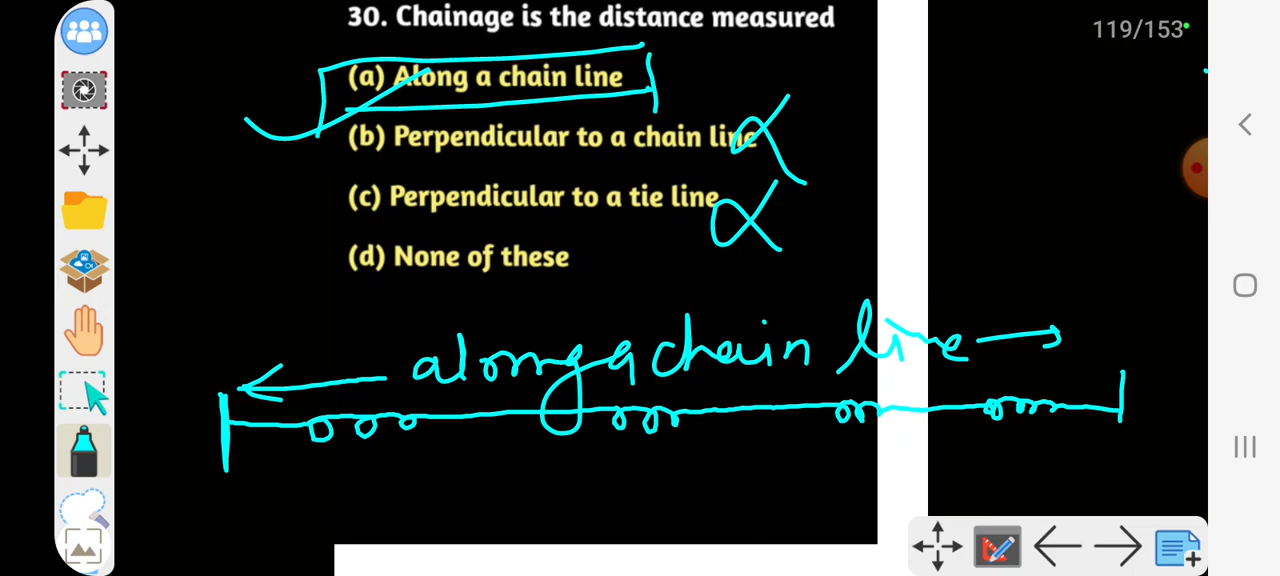 30. Chainage is the distance measured
119/153
(a) Along a chain line
(b) Perpendicular to a chain line
(c) Perpendicular to a tie line
(d) None of these
along a chain line